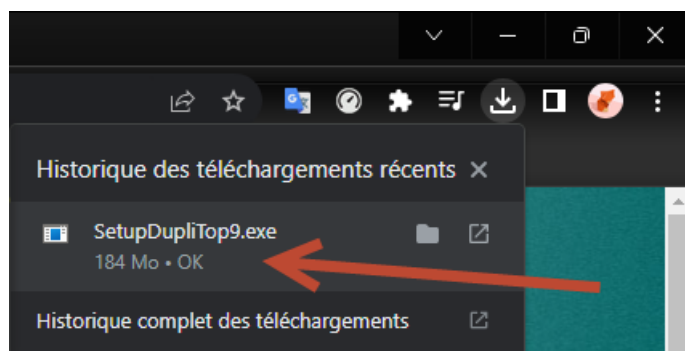 Historique des téléchargements récents
SetupDupliTop9.exe
184 Mo • OK
Historique complet des téléchargements